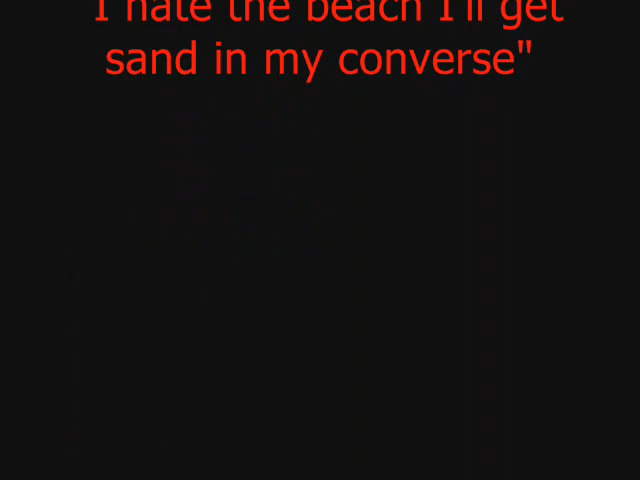 I hate the beach I'll get
sand in my converse"